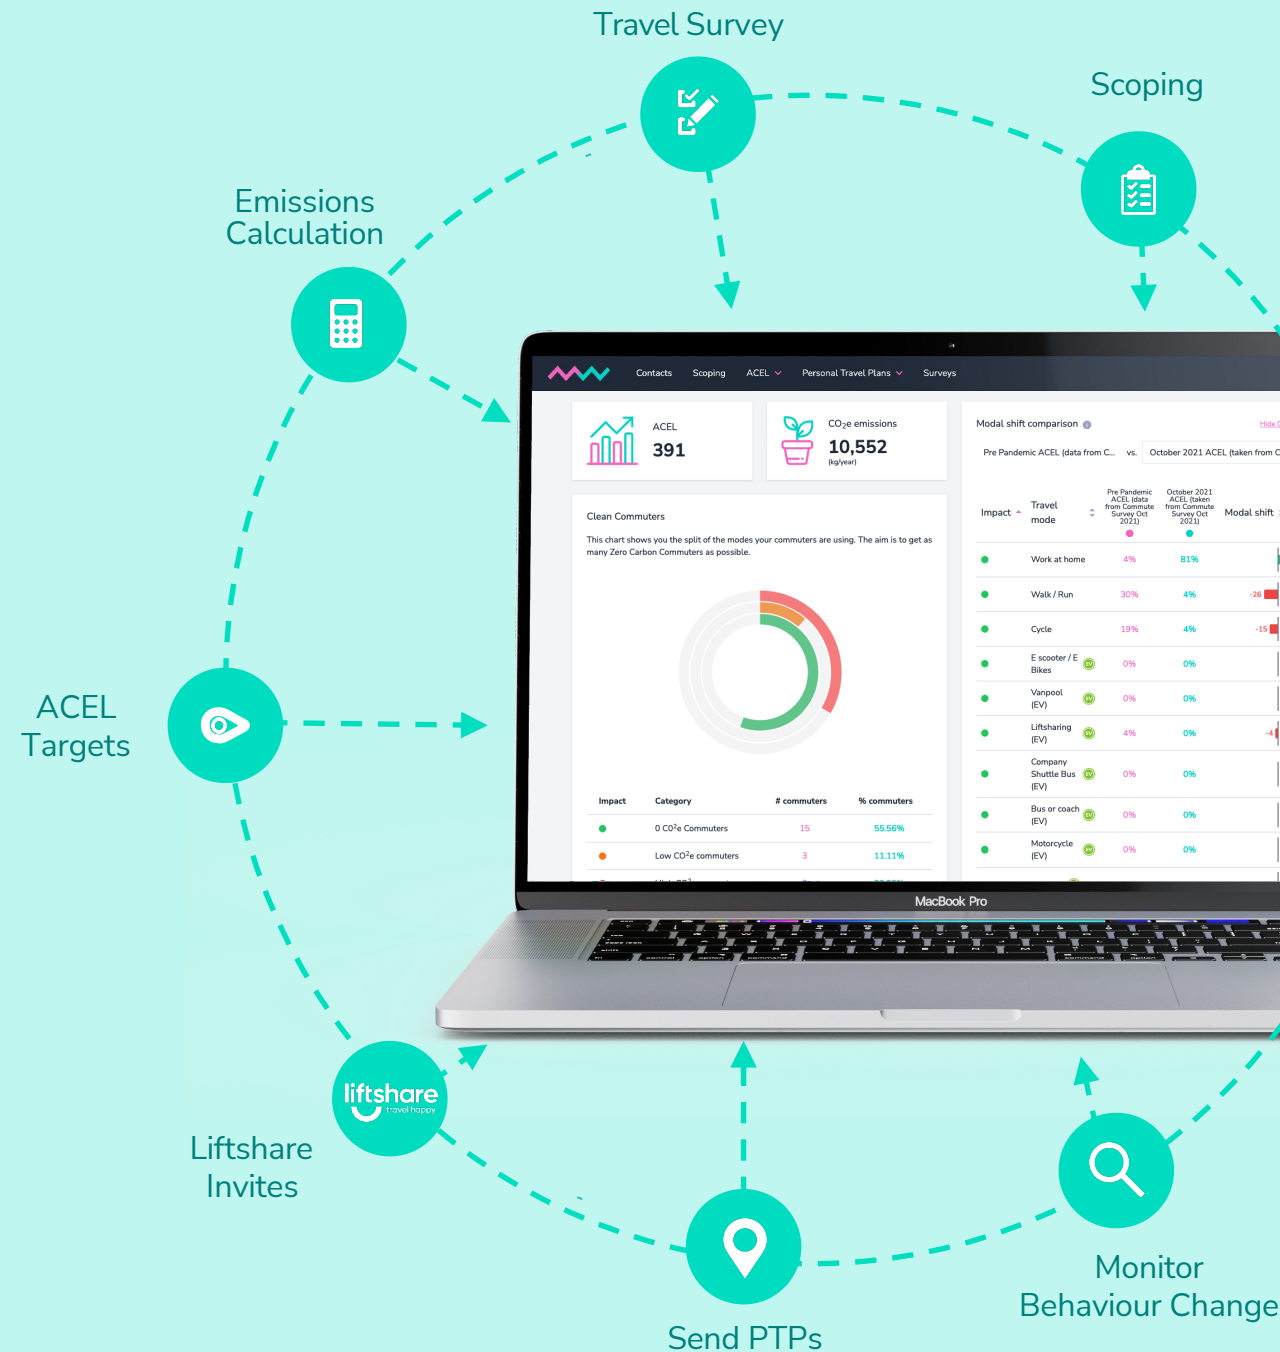 Travel Survey
Scoping
Emissions
Calculation
ACEL
Targets
liftshare
travel happy
Liftshare
Invites
Send PTPs
Monitor
Behaviour Change
Contacts
Scoping
ACEL
Personal Travel Plans
Surveys
ACEL
391
CO2e emissions
10,552
(kg/year)
Clean Commuters
This chart shows you the split of the modes your commuters are using. The aim is to get as
many Zero Carbon Commuters as possible.
Impact Category # commuters % commuters
0 CO²e Commuters 15 55.56%
Low CO²e commuters 3 11.11%
Modal shift comparison
Pre Pandemic ACEL (data from C... vs. October 2021 ACEL (taken from C
Impact
Travel
mode
Pre Pandemic
ACEL (data
from Commute
Survey Oct
2021)
October 2021
ACEL (taken
from Commute
Survey Oct
2021)
Modal shift
Work at home 4% 81%
Walk / Run 30% 4% -26
Cycle 19% 4% -15
E scooter / E
Bikes EV 0% 0%
Vanpool
(EV) EV 0% 0%
Liftsharing
(EV) EV 4% 0% -4
Company
Shuttle Bus
(EV) EV 0% 0%
Bus or coach
(EV) EV 0% 0%
Motorcycle
(EV) EV 0% 0%
MacBook Pro